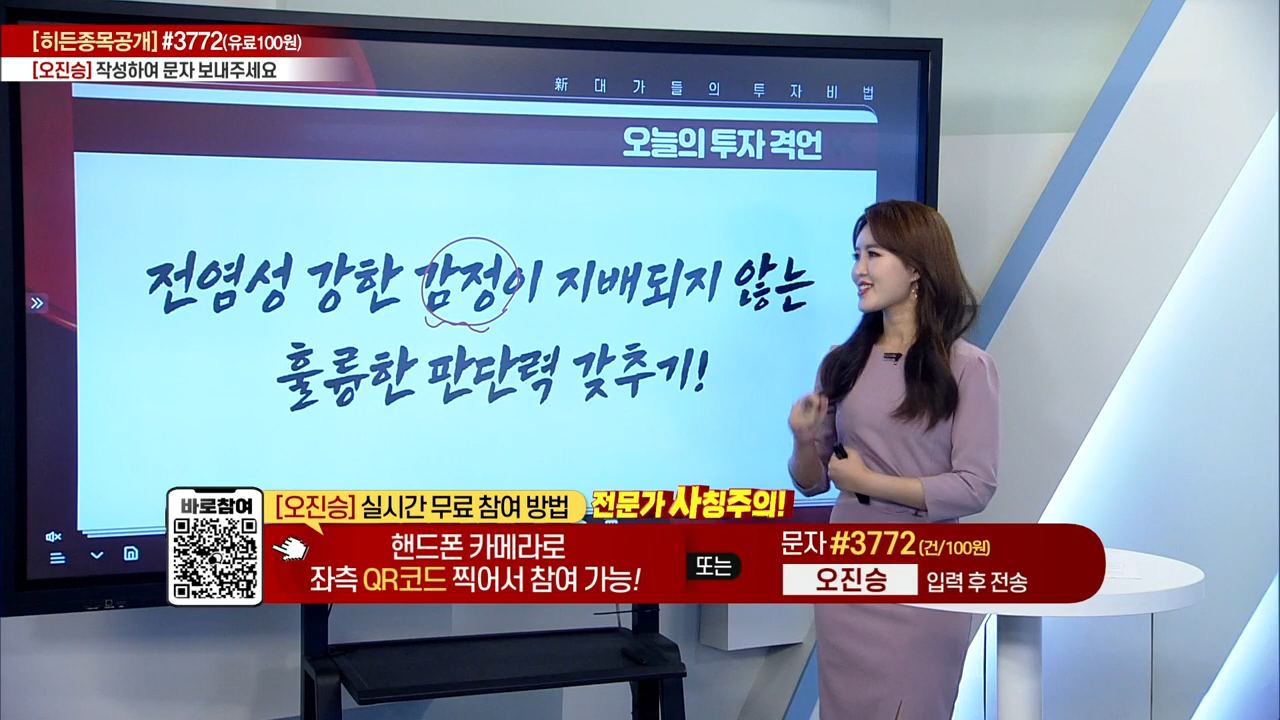 [히든종목공개] #3772(유료100원)
[오진승] 작성하여 문자 보내주세요
新 대 가 들 의 투 자 비 법
오늘의 투자 격언
전염성 강한 감정이 지배되지 않는
훌륭한 판단력 갖추기!
바로참여
[오진승] 실시간 무료 참여 방법
전문가 사칭주의!
핸드폰 카메라로
좌측 QR코드 찍어서 참여 가능!
또는
문자 #3772 (건/100원)
오진승 입력 후 전송